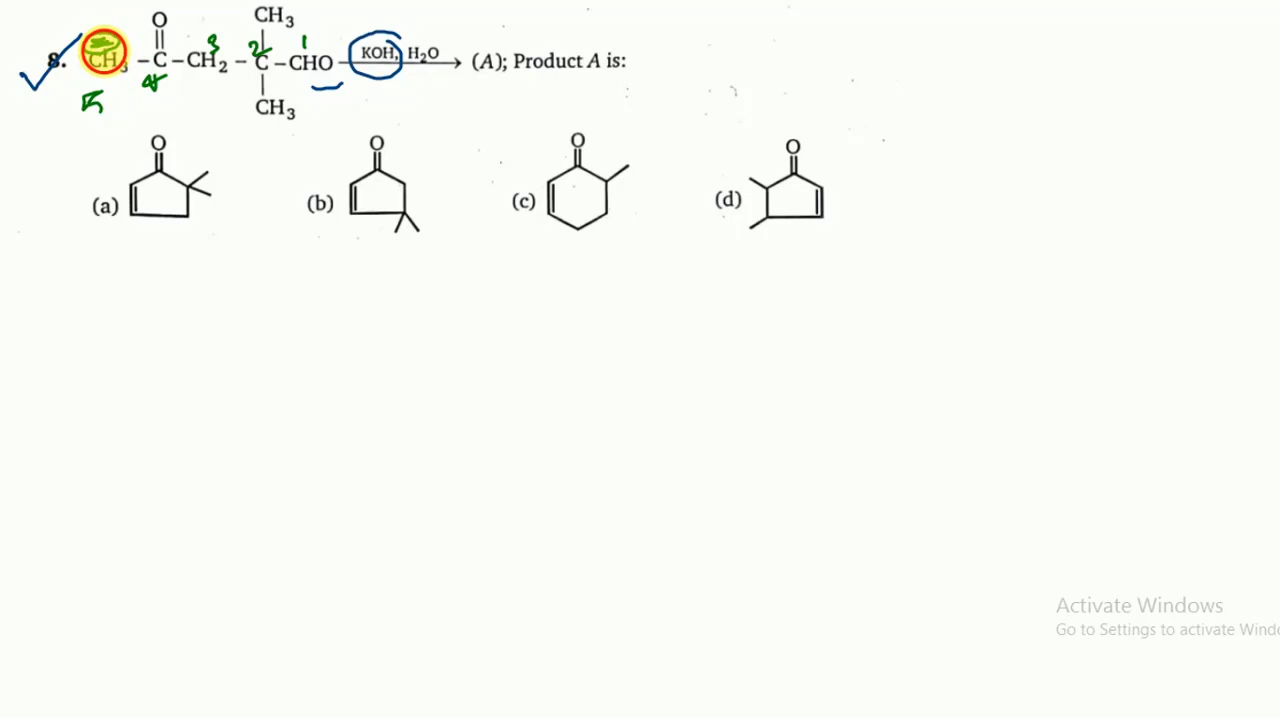 O CH₃
8. CH₃ –C–CH₂ –C –CHO KOH, H₂O (A); Product A is:
4 3 2 1
CH₃
O O O O
(a) (b) (c) (d)
Activate Windows
Go to Settings to activate Windo